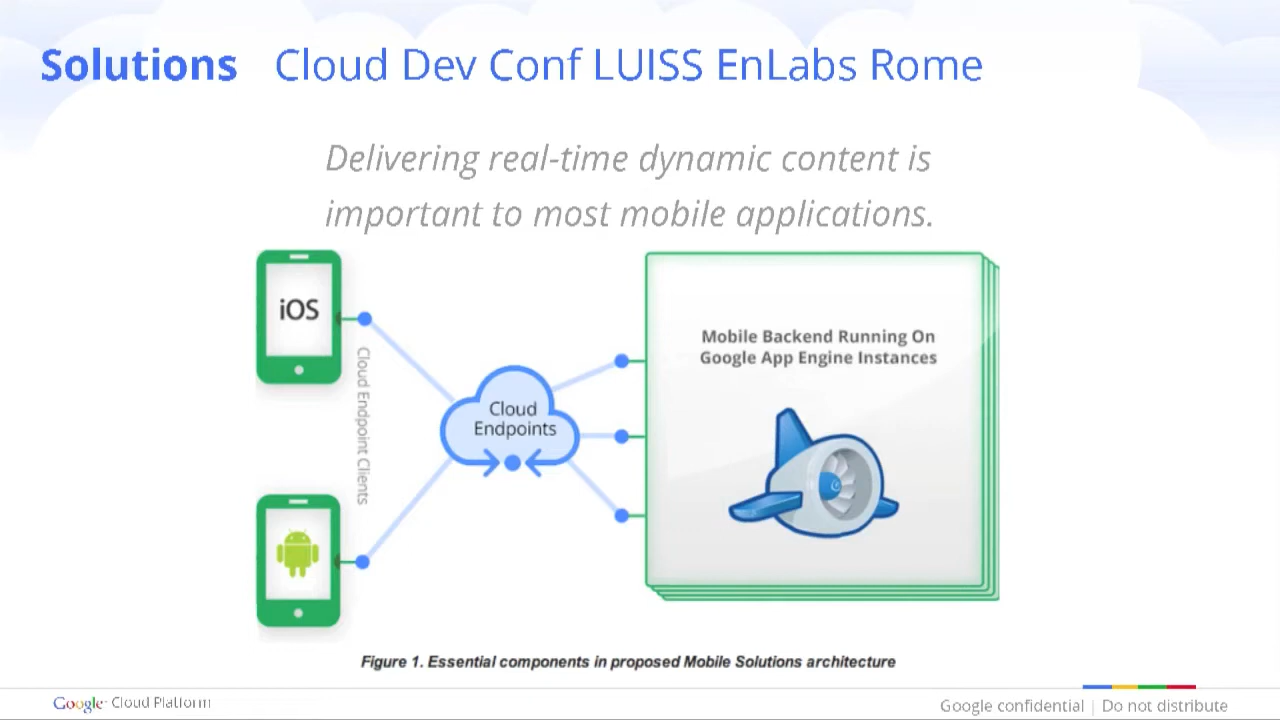 Solutions Cloud Dev Conf LUISS EnLabs Rome
Delivering real-time dynamic content is
important to most mobile applications.
iOS
Cloud Endpoint Clients
Cloud
Endpoints
Mobile Backend Running On
Google App Engine Instances
Figure 1. Essential components in proposed Mobile Solutions architecture
Google Cloud Platform
Google confidential | Do not distribute